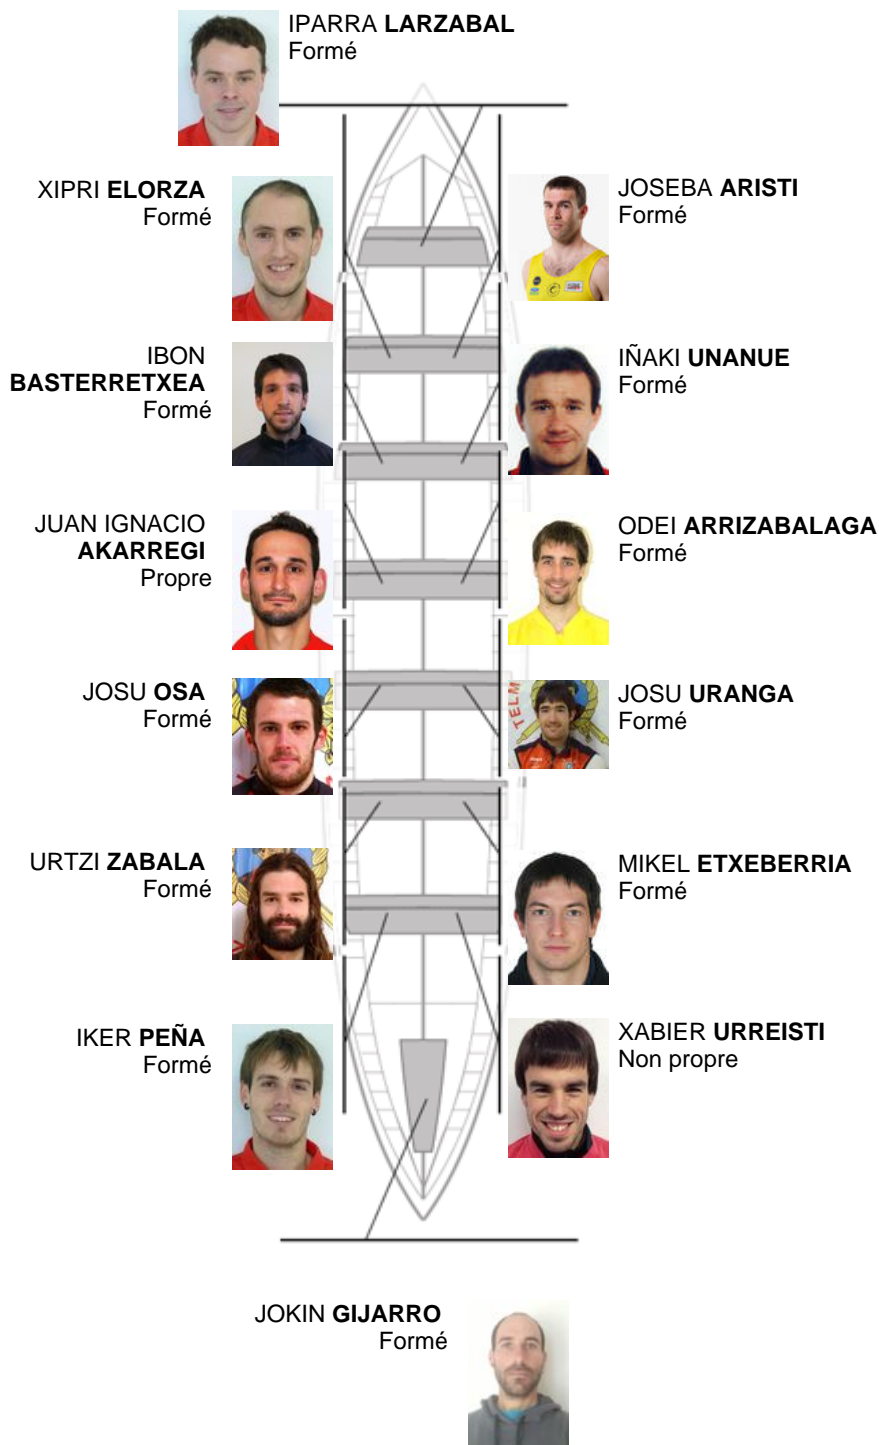 IPARRA LARZABAL
Formé
XIPRI ELORZA
Formé
JOSEBA ARISTI
Formé
IBON
BASTERRETXEA
Formé
IÑAKI UNANUE
Formé
JUAN IGNACIO
AKARREGI
Propre
ODEI ARRIZABALAGA
Formé
JOSU OSA
Formé
JOSU URANGA
Formé
TELM
URTZI ZABALA
Formé
MIKEL ETXEBERRIA
Formé
IKER PEÑA
Formé
XABIER URREISTI
Non propre
JOKIN GIJARRO
Formé